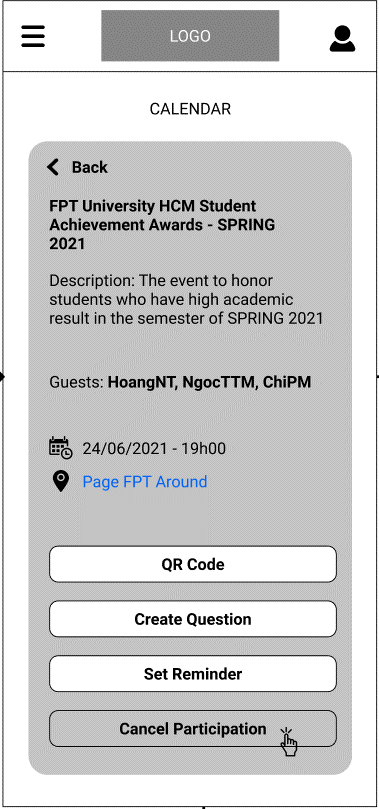 LOGO
CALENDAR
Back
FPT University HCM Student
Achievement Awards - SPRING
2021
Description: The event to honor
students who have high academic
result in the semester of SPRING 2021
Guests: HoangNT, NgocTTM, ChiPM
24/06/2021 - 19h00
Page FPT Around
QR Code
Create Question
Set Reminder
Cancel Participation